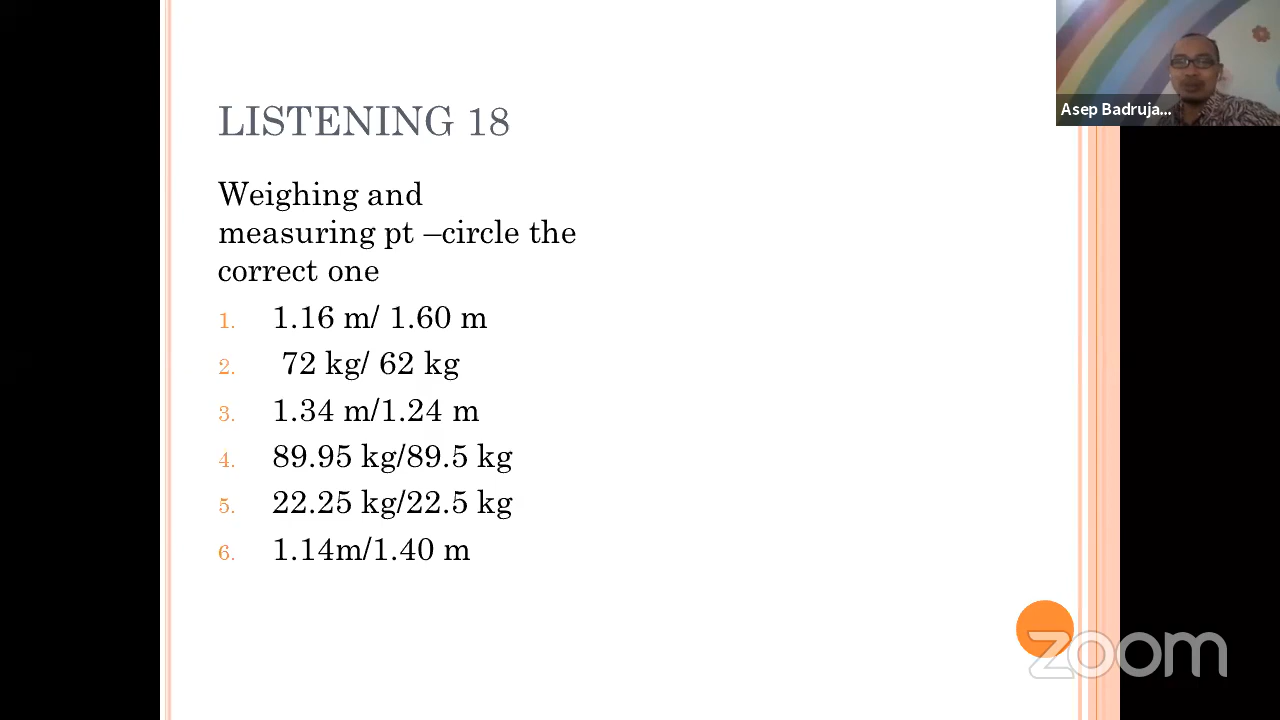 Asep Badruja...
LISTENING 18
Weighing and
measuring pt –circle the
correct one
1. 1.16 m/ 1.60 m
2. 72 kg/ 62 kg
3. 1.34 m/1.24 m
4. 89.95 kg/89.5 kg
5. 22.25 kg/22.5 kg
6. 1.14m/1.40 m
zoom